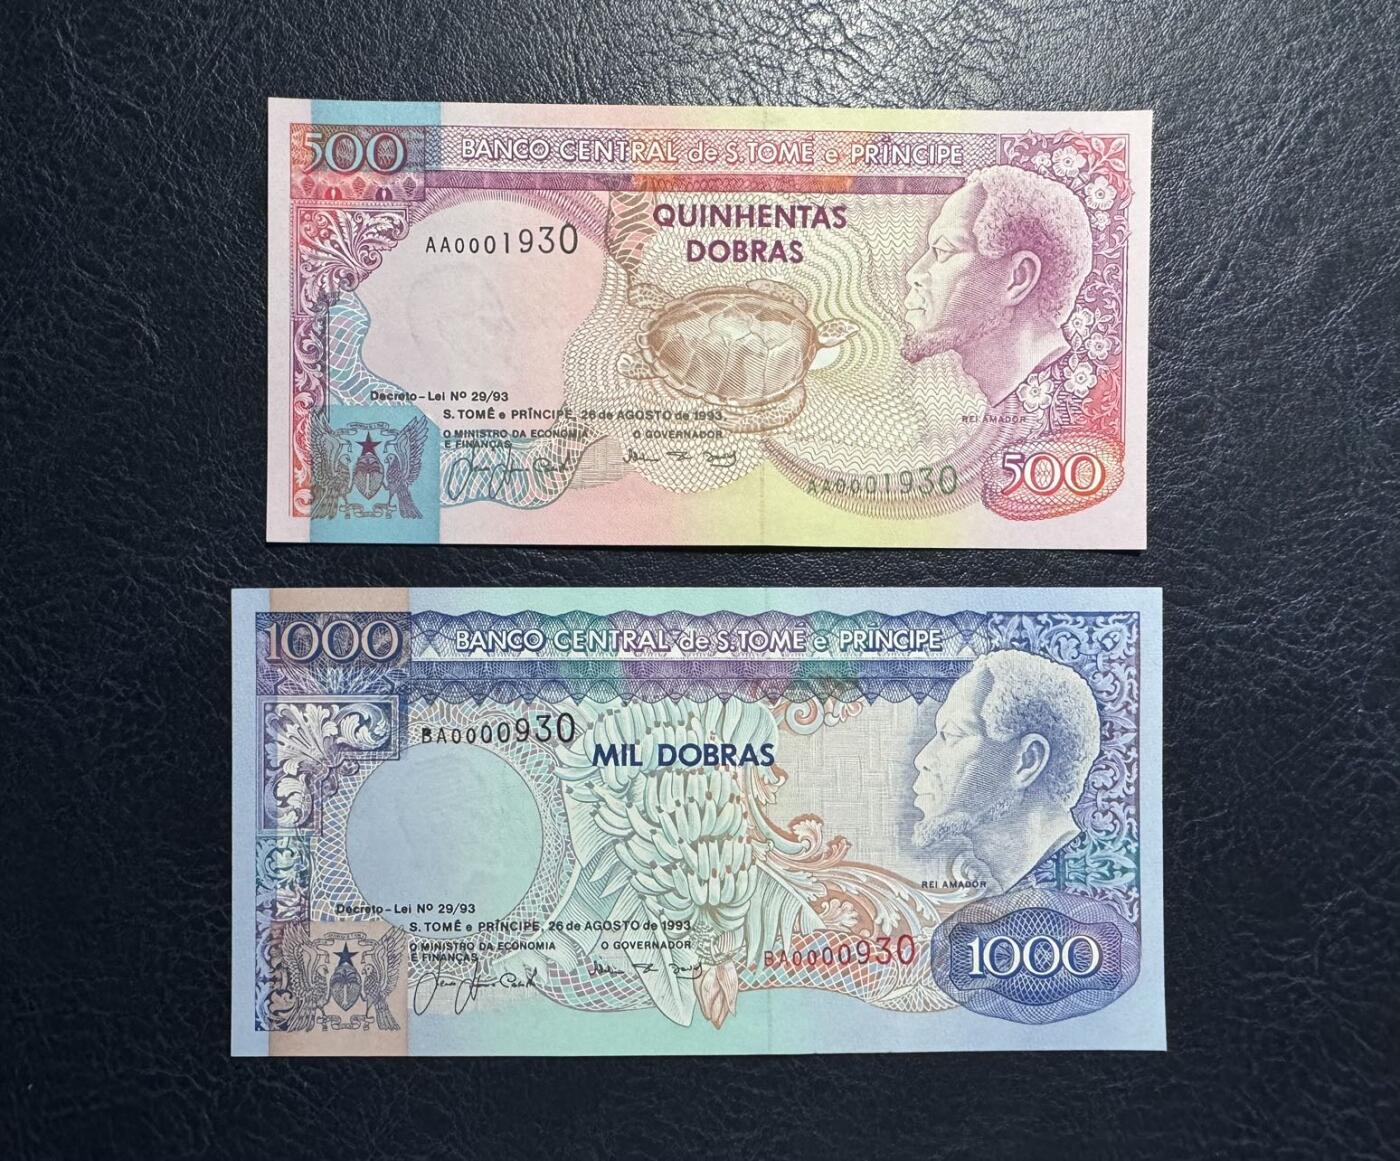 500
BANCO CENTRAL de S. TOMÉ e PRÍNCIPE
QUINHENTAS
DOBRAS
AA0001930
Decreto-Lei Nº 29/93
S. TOMÉ e PRÍNCIPE, 26 de AGOSTO de 1993
O MINISTRO DA ECONOMIA
E FINANÇAS
O GOVERNADOR
REI AMADOR
AA0001930
500
1000
BANCO CENTRAL de S. TOMÉ e PRÍNCIPE
BA0000930
MIL DOBRAS
REI AMADOR
Decreto-Lei Nº 29/93
S. TOMÉ e PRÍNCIPE, 26 de AGOSTO de 1993
O MINISTRO DA ECONOMIA
E FINANÇAS
O GOVERNADOR
BA0000930
1000